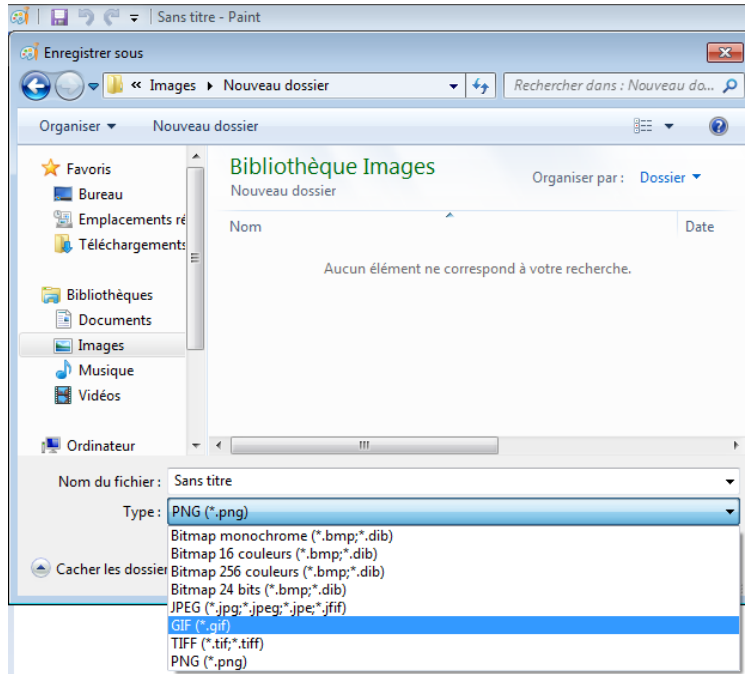 Sans titre - Paint
Enregistrer sous
« Images Nouveau dossier
Rechercher dans : Nouveau do...
Organiser Nouveau dossier
Favoris
Bureau
Emplacements ré
Téléchargements
Bibliothèques
Documents
Images
Musique
Vidéos
Ordinateur
Bibliothèque Images
Nouveau dossier
Organiser par : Dossier
Nom Date
Aucun élément ne correspond à votre recherche.
Nom du fichier : Sans titre
Type : PNG (*.png)
Bitmap monochrome (*.bmp;*.dib)
Bitmap 16 couleurs (*.bmp;*.dib)
Bitmap 256 couleurs (*.bmp;*.dib)
Bitmap 24 bits (*.bmp;*.dib)
JPEG (*.jpg;*.jpeg;*.jpe;*.jfif)
GIF (*.gif)
TIFF (*.tif;*.tiff)
PNG (*.png)
Cacher les dossier